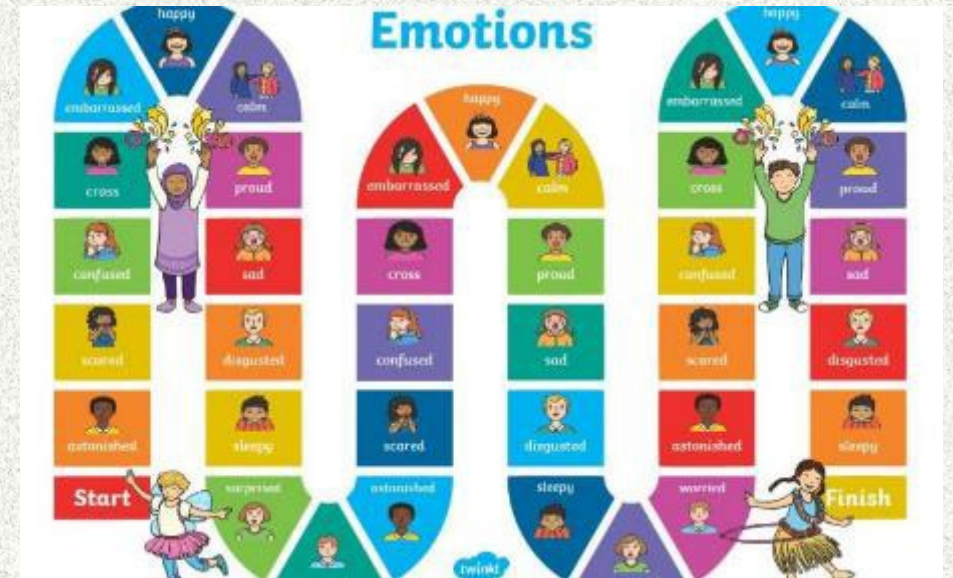 Emotions
happy
happy
happy
embarrassed
calm
embarrassed
calm
cross
proud
embarrassed
calm
cross
proud
confused
sad
cross
proud
confused
sad
scared
disgusted
confused
sad
scared
disgusted
astonished
sleepy
scared
disgusted
astonished
sleepy
Start
surprised
astonished
sleepy
worried
Finish
twinkl